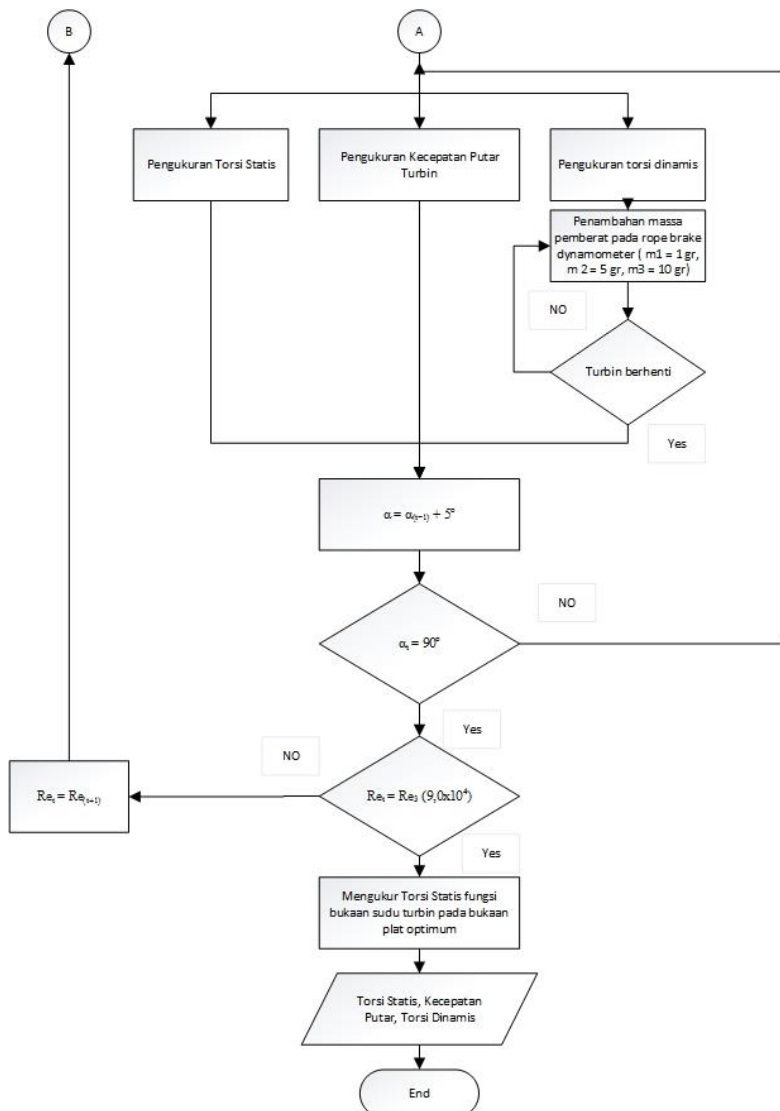 B
A
Pengukuran Torsi Statis
Pengukuran Kecepatan Putar
Turbin
Pengukuran torsi dinamis
Penambahan massa
pemberat pada rope brake
dynamometer ( m1 = 1 gr,
m 2 = 5 gr, m3 = 10 gr)
NO
Turbin berhenti
Yes
α = α(t−1) + 5°
NO
αt = 90°
Yes
NO
Ret = Re(t+1)
Ret = Re3 (9,0x10⁴)
Yes
Mengukur Torsi Statis fungsi
bukaan sudu turbin pada bukaan
plat optimum
Torsi Statis, Kecepatan
Putar, Torsi Dinamis
End